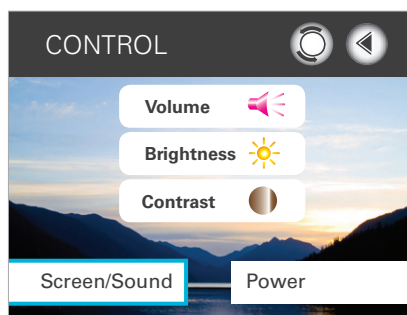 CONTROL
Volume
Brightness
Contrast
Screen/Sound
Power